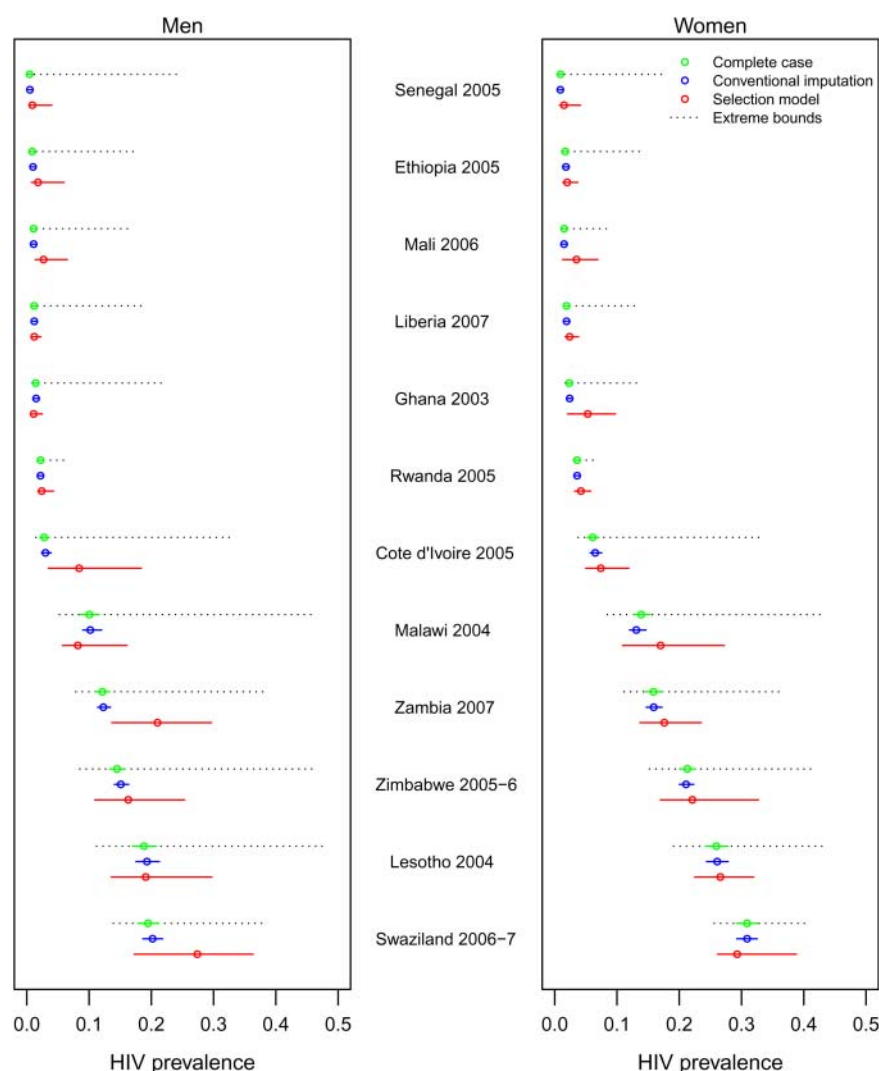 Men
Women
Complete case
Conventional imputation
Selection model
Extreme bounds
Senegal 2005
Ethiopia 2005
Mali 2006
Liberia 2007
Ghana 2003
Rwanda 2005
Cote d'Ivoire 2005
Malawi 2004
Zambia 2007
Zimbabwe 2005−6
Lesotho 2004
Swaziland 2006−7
0.0 0.1 0.2 0.3 0.4 0.5
0.0 0.1 0.2 0.3 0.4 0.5
HIV prevalence
HIV prevalence